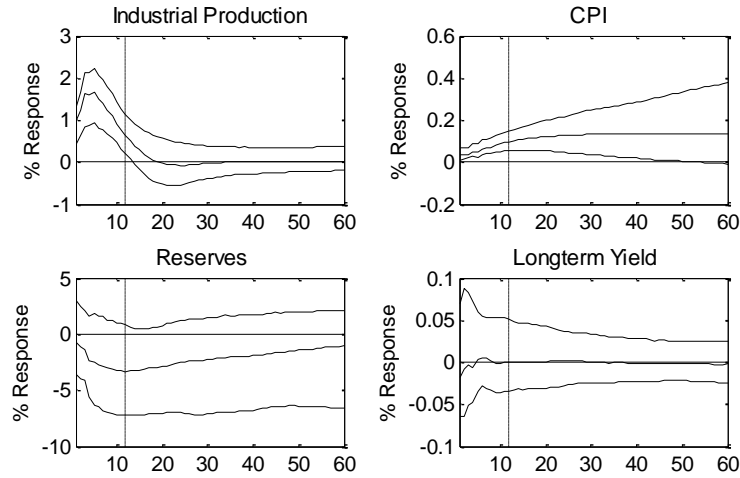 Industrial Production
CPI
% Response
3
2
1
0
-1
10 20 30 40 50 60
% Response
0.6
0.4
0.2
0
-0.2
10 20 30 40 50 60
Reserves
Longterm Yield
% Response
5
0
-5
-10
10 20 30 40 50 60
% Response
0.1
0.05
0
-0.05
-0.1
10 20 30 40 50 60